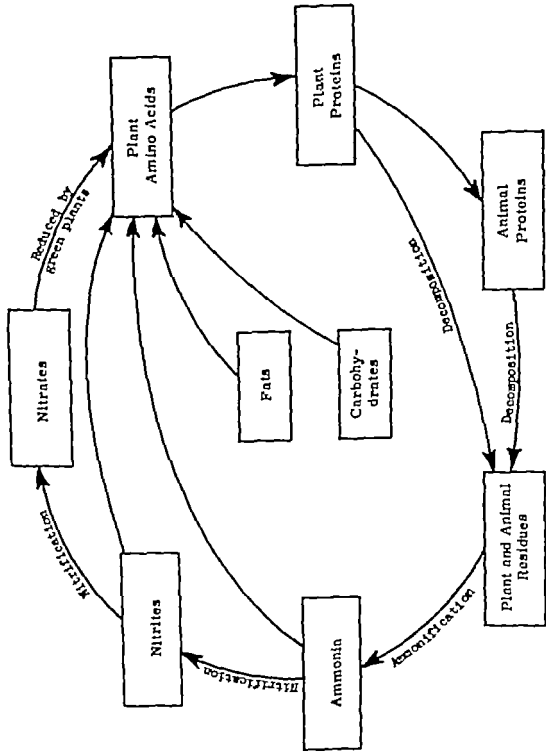 Nitrates
Reduced by
green plants
Plant
Amino Acids
Plant
Proteins
Animal
Proteins
Decomposition
Decomposition
Plant and Animal
Residues
Ammonification
Ammonin
Nitrification
Nitrites
Nitrification
Fats
Carbohy-
drates